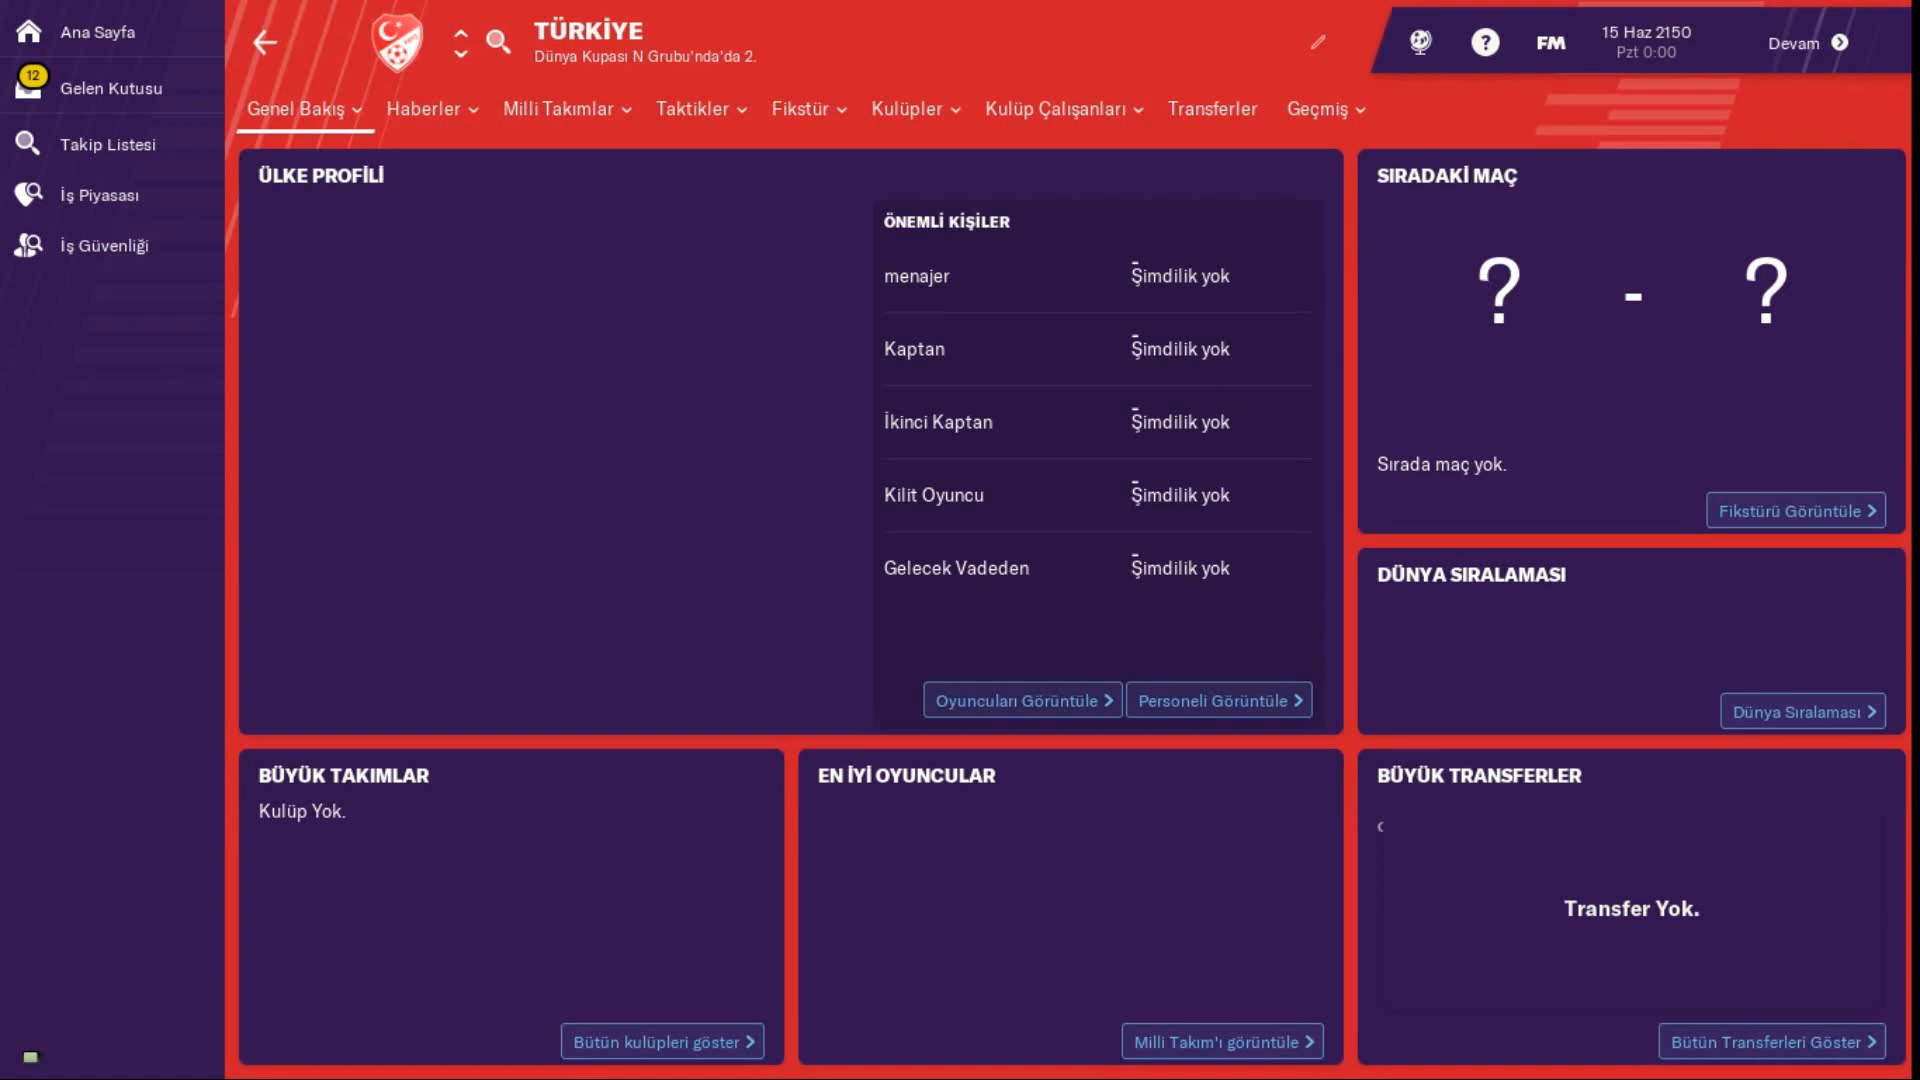 Ana Sayfa
12
Gelen Kutusu
Takip Listesi
İş Piyasası
İş Güvenliği
TÜRKİYE
Dünya Kupası N Grubu'nda'da 2.
?
FM
15 Haz 2150
Pzt 0:00
Devam
Genel Bakış
Haberler
Milli Takımlar
Taktikler
Fikstür
Kulüpler
Kulüp Çalışanları
Transferler
Geçmiş
ÜLKE PROFİLİ
ÖNEMLİ KİŞİLER
menajer
-
Şimdilik yok
Kaptan
-
Şimdilik yok
İkinci Kaptan
-
Şimdilik yok
Kilit Oyuncu
-
Şimdilik yok
Gelecek Vadeden
-
Şimdilik yok
Oyuncuları Görüntüle
Personeli Görüntüle
SIRADAKİ MAÇ
? - ?
Sırada maç yok.
Fikstürü Görüntüle
DÜNYA SIRALAMASI
Dünya Sıralaması
BÜYÜK TAKIMLAR
Kulüp Yok.
Bütün kulüpleri göster
EN İYİ OYUNCULAR
Milli Takım'ı görüntüle
BÜYÜK TRANSFERLER
Transfer Yok.
Bütün Transferleri Göster